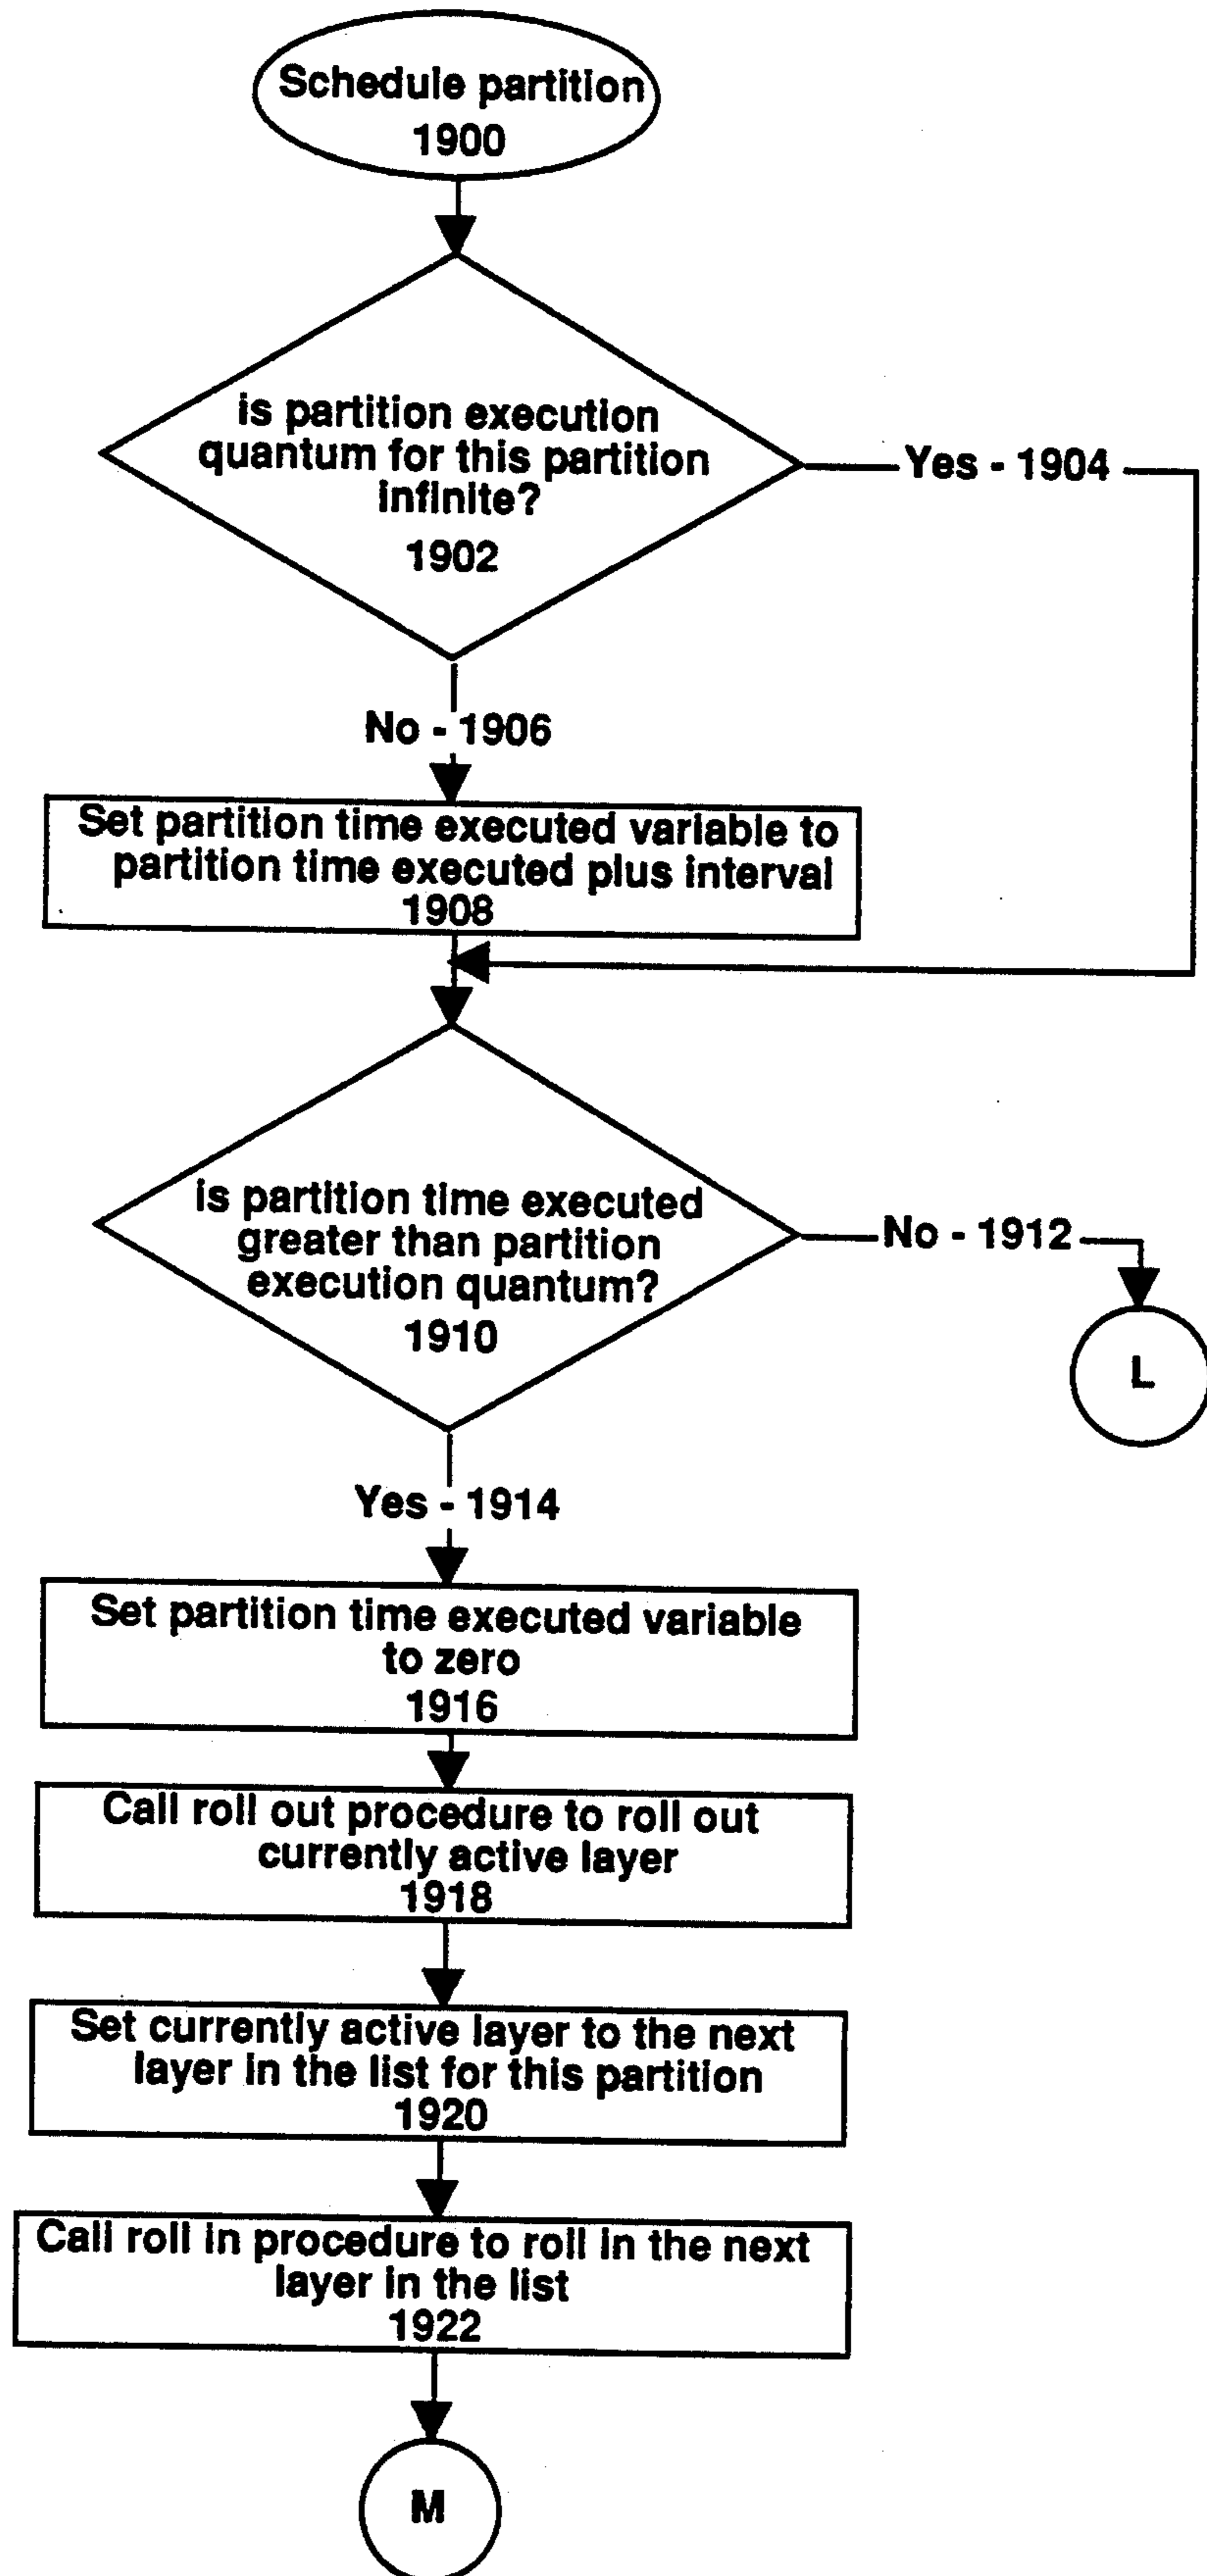 Schedule partition
1900
is partition execution
quantum for this partition
infinite?
1902
Yes - 1904
No - 1906
Set partition time executed variable to
partition time executed plus interval
1908
is partition time executed
greater than partition
execution quantum?
1910
No - 1912
L
Yes - 1914
Set partition time executed variable
to zero
1916
Call roll out procedure to roll out
currently active layer
1918
Set currently active layer to the next
layer in the list for this partition
1920
Call roll in procedure to roll in the next
layer in the list
1922
M